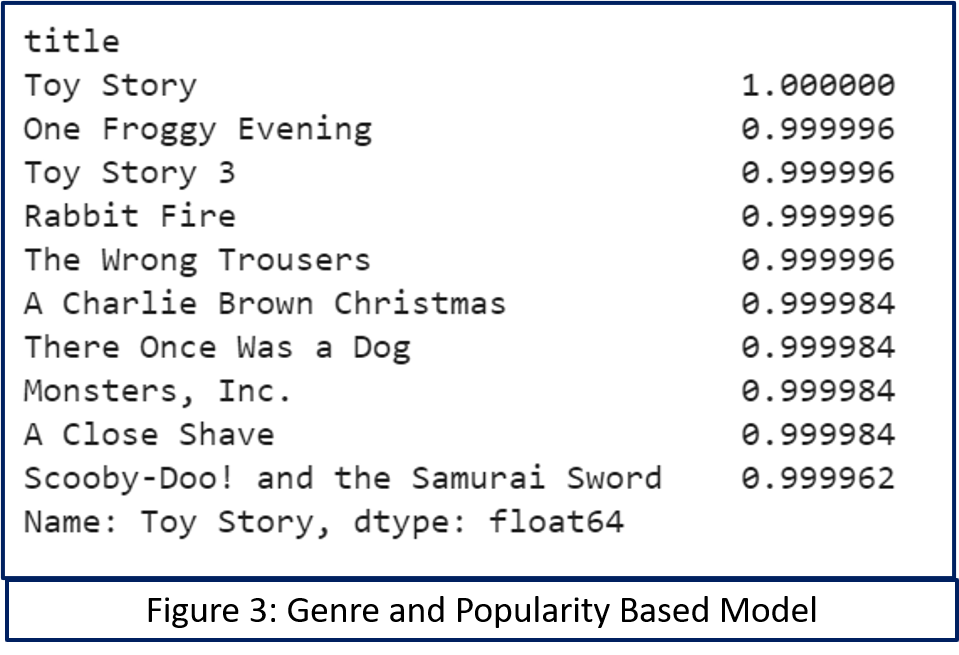 title
Toy Story 1.000000
One Froggy Evening 0.999996
Toy Story 3 0.999996
Rabbit Fire 0.999996
The Wrong Trousers 0.999996
A Charlie Brown Christmas 0.999984
There Once Was a Dog 0.999984
Monsters, Inc. 0.999984
A Close Shave 0.999984
Scooby-Doo! and the Samurai Sword 0.999962
Name: Toy Story, dtype: float64
Figure 3: Genre and Popularity Based Model